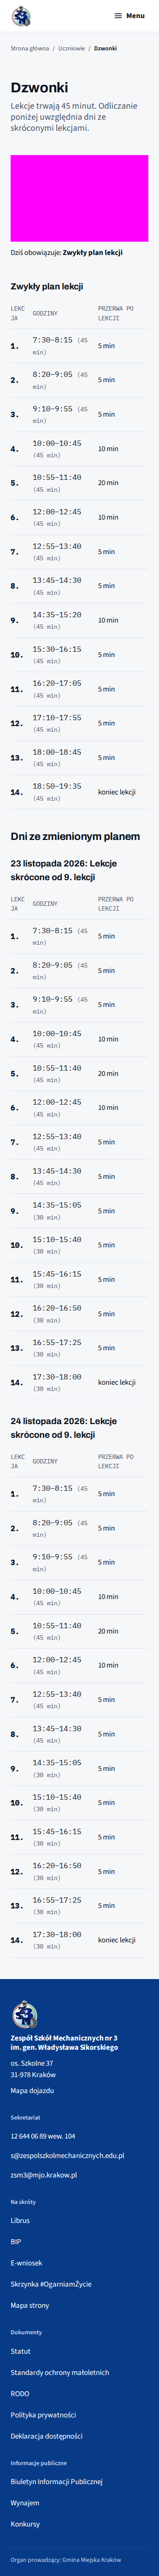 Menu
Strona główna / Uczniowie / Dzwonki
Dzwonki
Lekcje trwają 45 minut. Odliczanie
poniżej uwzględnia dni ze
skróconymi lekcjami.
Dziś obowiązuje: Zwykły plan lekcji
Zwykły plan lekcji
LEKCJA GODZINY PRZERWA PO LEKCJI
1. 7:30–8:15 (45 min) 5 min
2. 8:20–9:05 (45 min) 5 min
3. 9:10–9:55 (45 min) 5 min
4. 10:00–10:45 (45 min) 10 min
5. 10:55–11:40 (45 min) 20 min
6. 12:00–12:45 (45 min) 10 min
7. 12:55–13:40 (45 min) 5 min
8. 13:45–14:30 (45 min) 5 min
9. 14:35–15:20 (45 min) 10 min
10. 15:30–16:15 (45 min) 5 min
11. 16:20–17:05 (45 min) 5 min
12. 17:10–17:55 (45 min) 5 min
13. 18:00–18:45 (45 min) 5 min
14. 18:50–19:35 (45 min) koniec lekcji
Dni ze zmienionym planem
23 listopada 2026: Lekcje
skrócone od 9. lekcji
LEKCJA GODZINY PRZERWA PO LEKCJI
1. 7:30–8:15 (45 min) 5 min
2. 8:20–9:05 (45 min) 5 min
3. 9:10–9:55 (45 min) 5 min
4. 10:00–10:45 (45 min) 10 min
5. 10:55–11:40 (45 min) 20 min
6. 12:00–12:45 (45 min) 10 min
7. 12:55–13:40 (45 min) 5 min
8. 13:45–14:30 (45 min) 5 min
9. 14:35–15:05 (30 min) 5 min
10. 15:10–15:40 (30 min) 5 min
11. 15:45–16:15 (30 min) 5 min
12. 16:20–16:50 (30 min) 5 min
13. 16:55–17:25 (30 min) 5 min
14. 17:30–18:00 (30 min) koniec lekcji
24 listopada 2026: Lekcje
skrócone od 9. lekcji
LEKCJA GODZINY PRZERWA PO LEKCJI
1. 7:30–8:15 (45 min) 5 min
2. 8:20–9:05 (45 min) 5 min
3. 9:10–9:55 (45 min) 5 min
4. 10:00–10:45 (45 min) 10 min
5. 10:55–11:40 (45 min) 20 min
6. 12:00–12:45 (45 min) 10 min
7. 12:55–13:40 (45 min) 5 min
8. 13:45–14:30 (45 min) 5 min
9. 14:35–15:05 (30 min) 5 min
10. 15:10–15:40 (30 min) 5 min
11. 15:45–16:15 (30 min) 5 min
12. 16:20–16:50 (30 min) 5 min
13. 16:55–17:25 (30 min) 5 min
14. 17:30–18:00 (30 min) koniec lekcji
Zespół Szkół Mechanicznych nr 3
im. gen. Władysława Sikorskiego
os. Szkolne 37
31-978 Kraków
Mapa dojazdu
Sekretariat
12 644 06 89 wew. 104
s@zespolszkolmechanicznych.edu.pl
zsm3@mjo.krakow.pl
Na skróty
Librus
BIP
E-wniosek
Skrzynka #OgarniamŻycie
Mapa strony
Dokumenty
Statut
Standardy ochrony małoletnich
RODO
Polityka prywatności
Deklaracja dostępności
Informacje publiczne
Biuletyn Informacji Publicznej
Wynajem
Konkursy
Organ prowadzący: Gmina Miejska Kraków